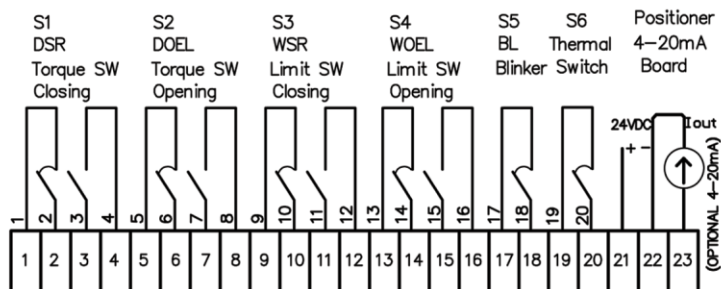 S1
DSR
Torque SW
Closing
S2
DOEL
Torque SW
Opening
S3
WSR
Limit SW
Closing
S4
WOEL
Limit SW
Opening
S5
BL
Blinker
S6
Thermal
Switch
Positioner
4-20mA
Board
24VDC
+ -
Iout
(OPTIONAL 4-20mA)
1 2 3 4 5 6 7 8 9 10 11 12 13 14 15 16 17 18 19 20
1 2 3 4 5 6 7 8 9 10 11 12 13 14 15 16 17 18 19 20 21 22 23